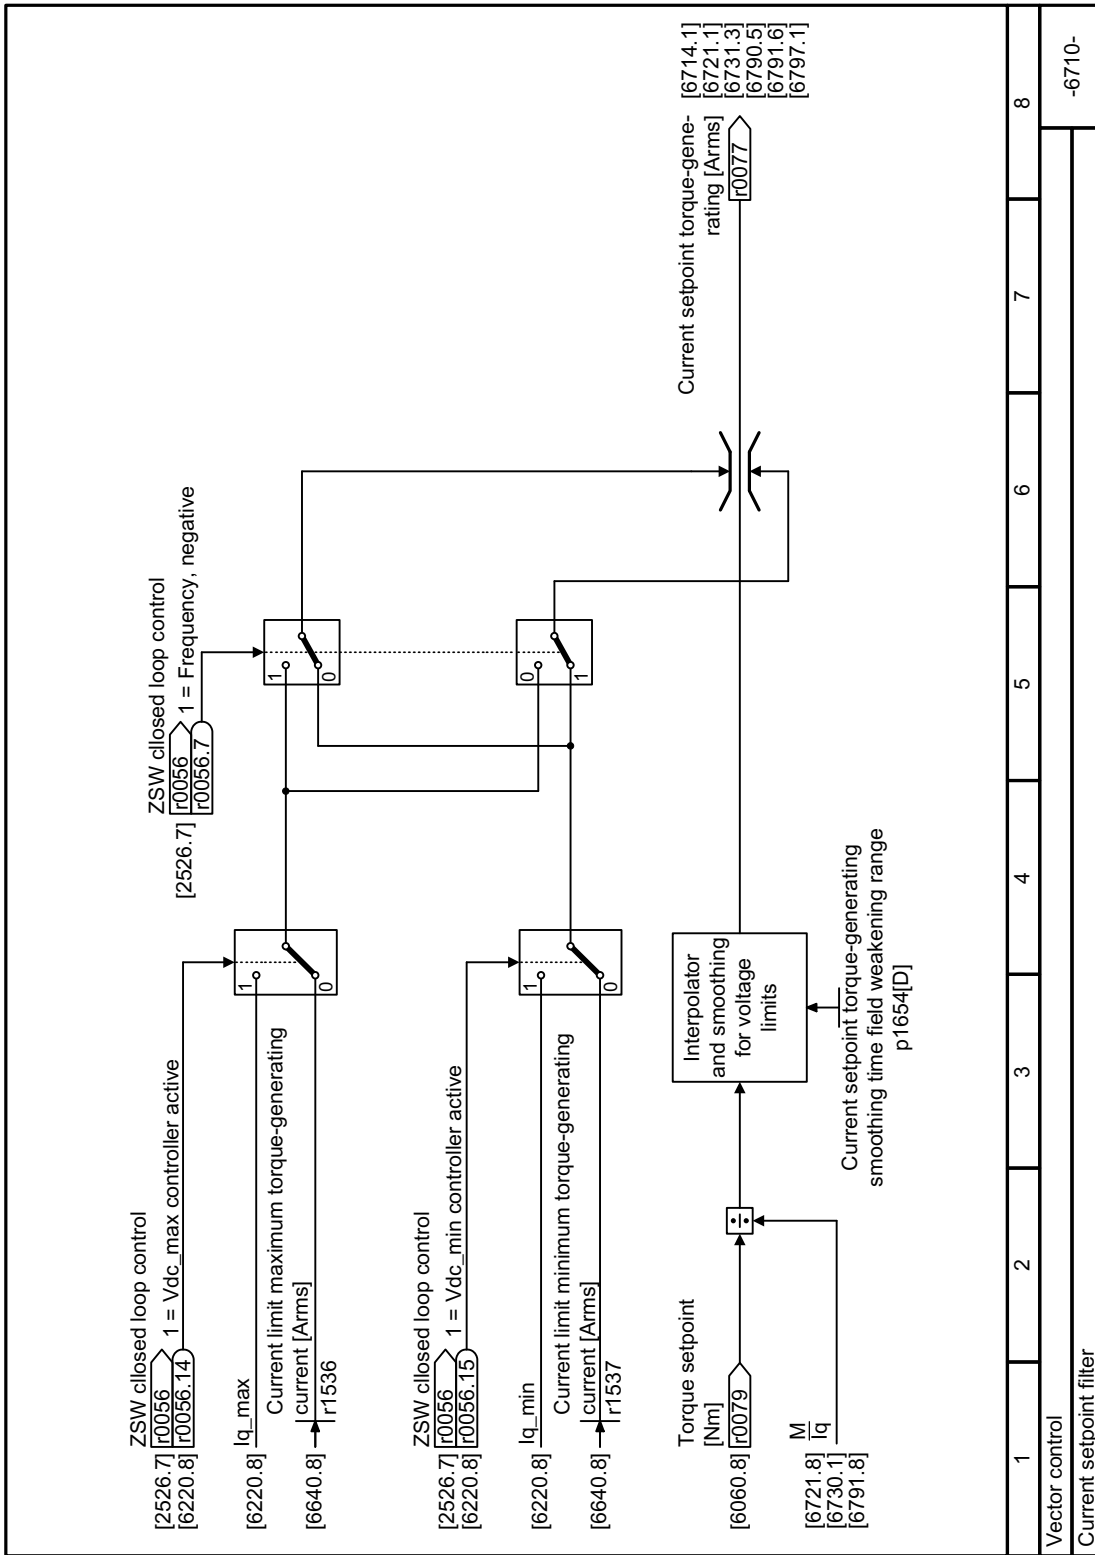 ZSW cllosed loop control
[2526.7] r0056
[6220.8] r0056.14 1 = Vdc_max controller active
[6220.8] Iq_max
1
Current limit maximum torque-generating
[6640.8] current [Arms]
r1536
0
ZSW cllosed loop control
[2526.7] r0056
r0056.7 1 = Frequency, negative
1
0
ZSW cllosed loop control
[2526.7] r0056
[6220.8] r0056.15 1 = Vdc_min controller active
[6220.8] Iq_min
1
Current limit minimum torque-generating
[6640.8] current [Arms]
r1537
0
0
1
Torque setpoint
[Nm]
[6060.8] r0079
M
Iq
[6721.8]
[6730.1]
[6791.8]
Interpolator
and smoothing
for voltage
limits
Current setpoint torque-generating
smoothing time field weakening range
p1654[D]
Current setpoint torque-gene-
rating [Arms]
r0077
[6714.1]
[6721.1]
[6731.3]
[6790.5]
[6791.6]
[6797.1]
1 2 3 4 5 6 7 8
Vector control
Current setpoint filter
-6710-